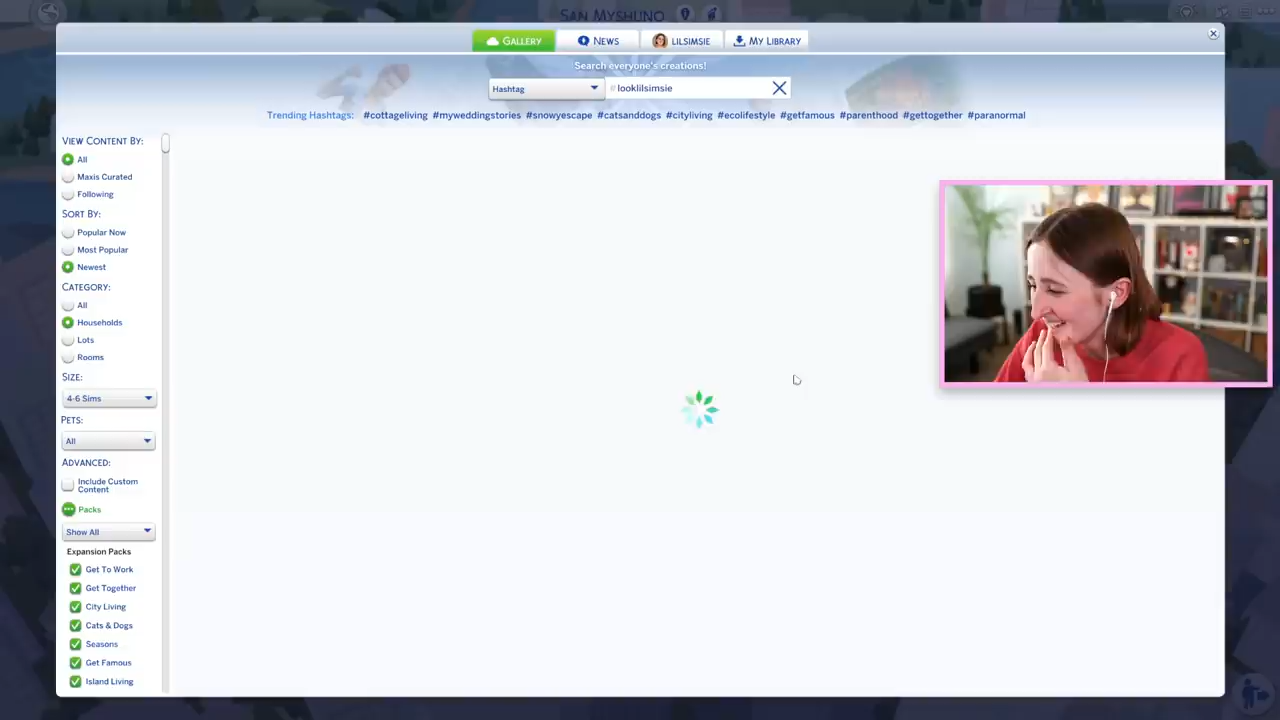 San Myshuno
Gallery
News
lilsimsie
My Library
Search everyone's creations!
Hashtag
#looklilsimsie
Trending Hashtags: #cottageliving #myweddingstories #snowyescape #catsanddogs #cityliving #ecolifestyle #getfamous #parenthood #gettogether #paranormal
View Content By:
All
Maxis Curated
Following
Sort By:
Popular Now
Most Popular
Newest
Category:
All
Households
Lots
Rooms
Size:
4-6 Sims
Pets:
All
Advanced:
Include Custom
Content
Packs
Show All
Expansion Packs
Get To Work
Get Together
City Living
Cats & Dogs
Seasons
Get Famous
Island Living